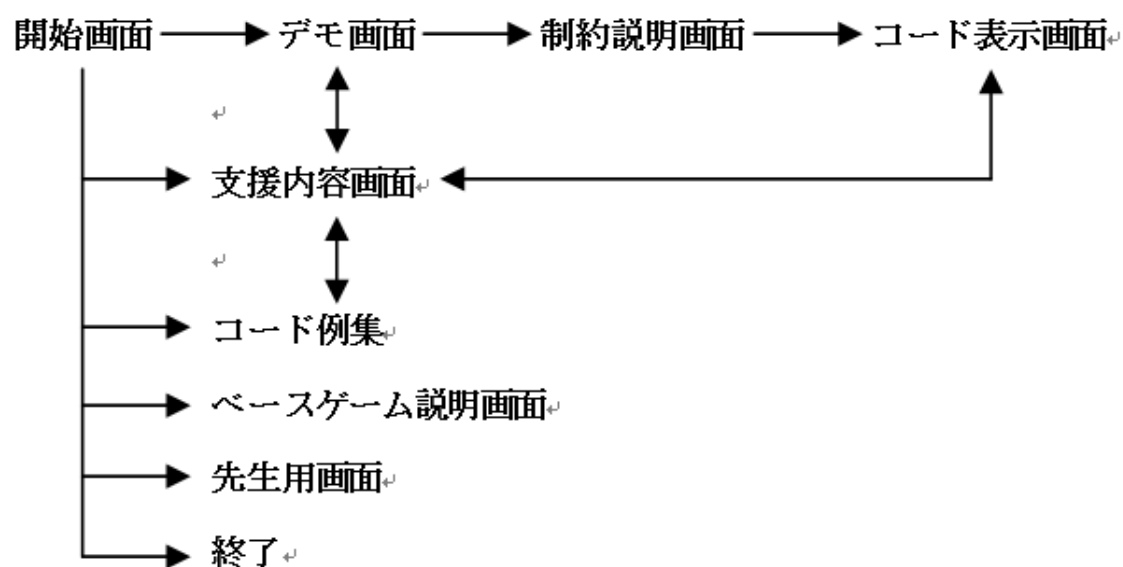 開始画面 デモ画面 制約説明画面 コード表示画面
支援内容画面
コード例集
ベースゲーム説明画面
先生用画面
終了